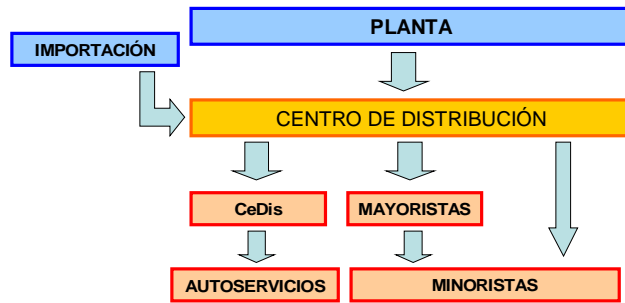 PLANTA
IMPORTACIÓN
CENTRO DE DISTRIBUCIÓN
CeDis
MAYORISTAS
AUTOSERVICIOS
MINORISTAS